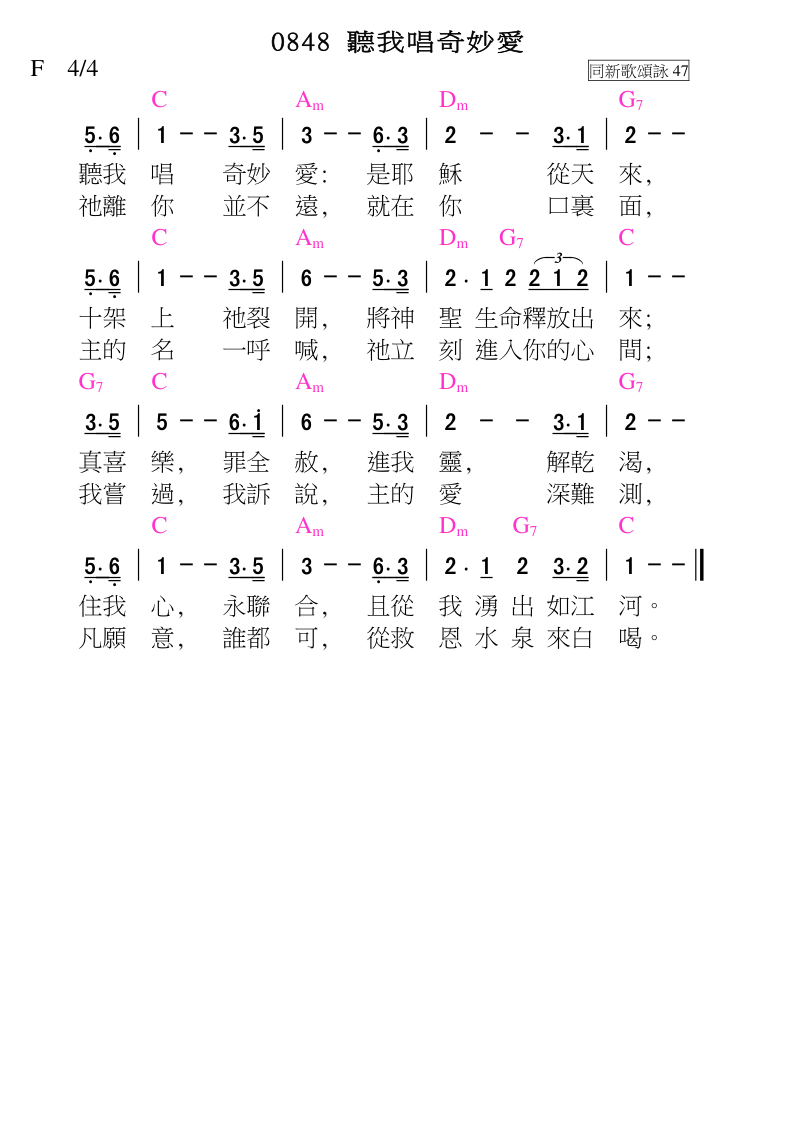 0848 聽我唱奇妙愛
F 4/4
同新歌頌詠 47
C Am Dm G7
5· 6 | 1 - - 3·5 | 3 - - 6·3 | 2 - - 3·1 | 2 - -
聽我 唱 奇妙 愛: 是耶 穌 從天 來,
祂離 你 並不 遠, 就在 你 口裏 面,
C Am Dm G7 C
5· 6 | 1 - - 3·5 | 6 - - 5·3 | 2· 1 2 2 1 2 | 1 - -
3
十架 上 祂裂 開, 將神 聖 生命釋放出 來;
主的 名 一呼 喊, 祂立 刻 進入你的心 間;
G7 C Am Dm G7
3·5 | 5 - - 6·1 | 6 - - 5·3 | 2 - - 3·1 | 2 - -
真喜 樂, 罪全 赦, 進我 靈, 解乾 渴,
我嘗 過, 我訴 說, 主的 愛 深難 測,
C Am Dm G7 C
5· 6 | 1 - - 3·5 | 3 - - 6·3 | 2· 1 2 3·2 | 1 - -
住我 心, 永聯 合, 且從 我 湧 出 如江 河。
凡願 意, 誰都 可, 從救 恩 水 泉 來白 喝。